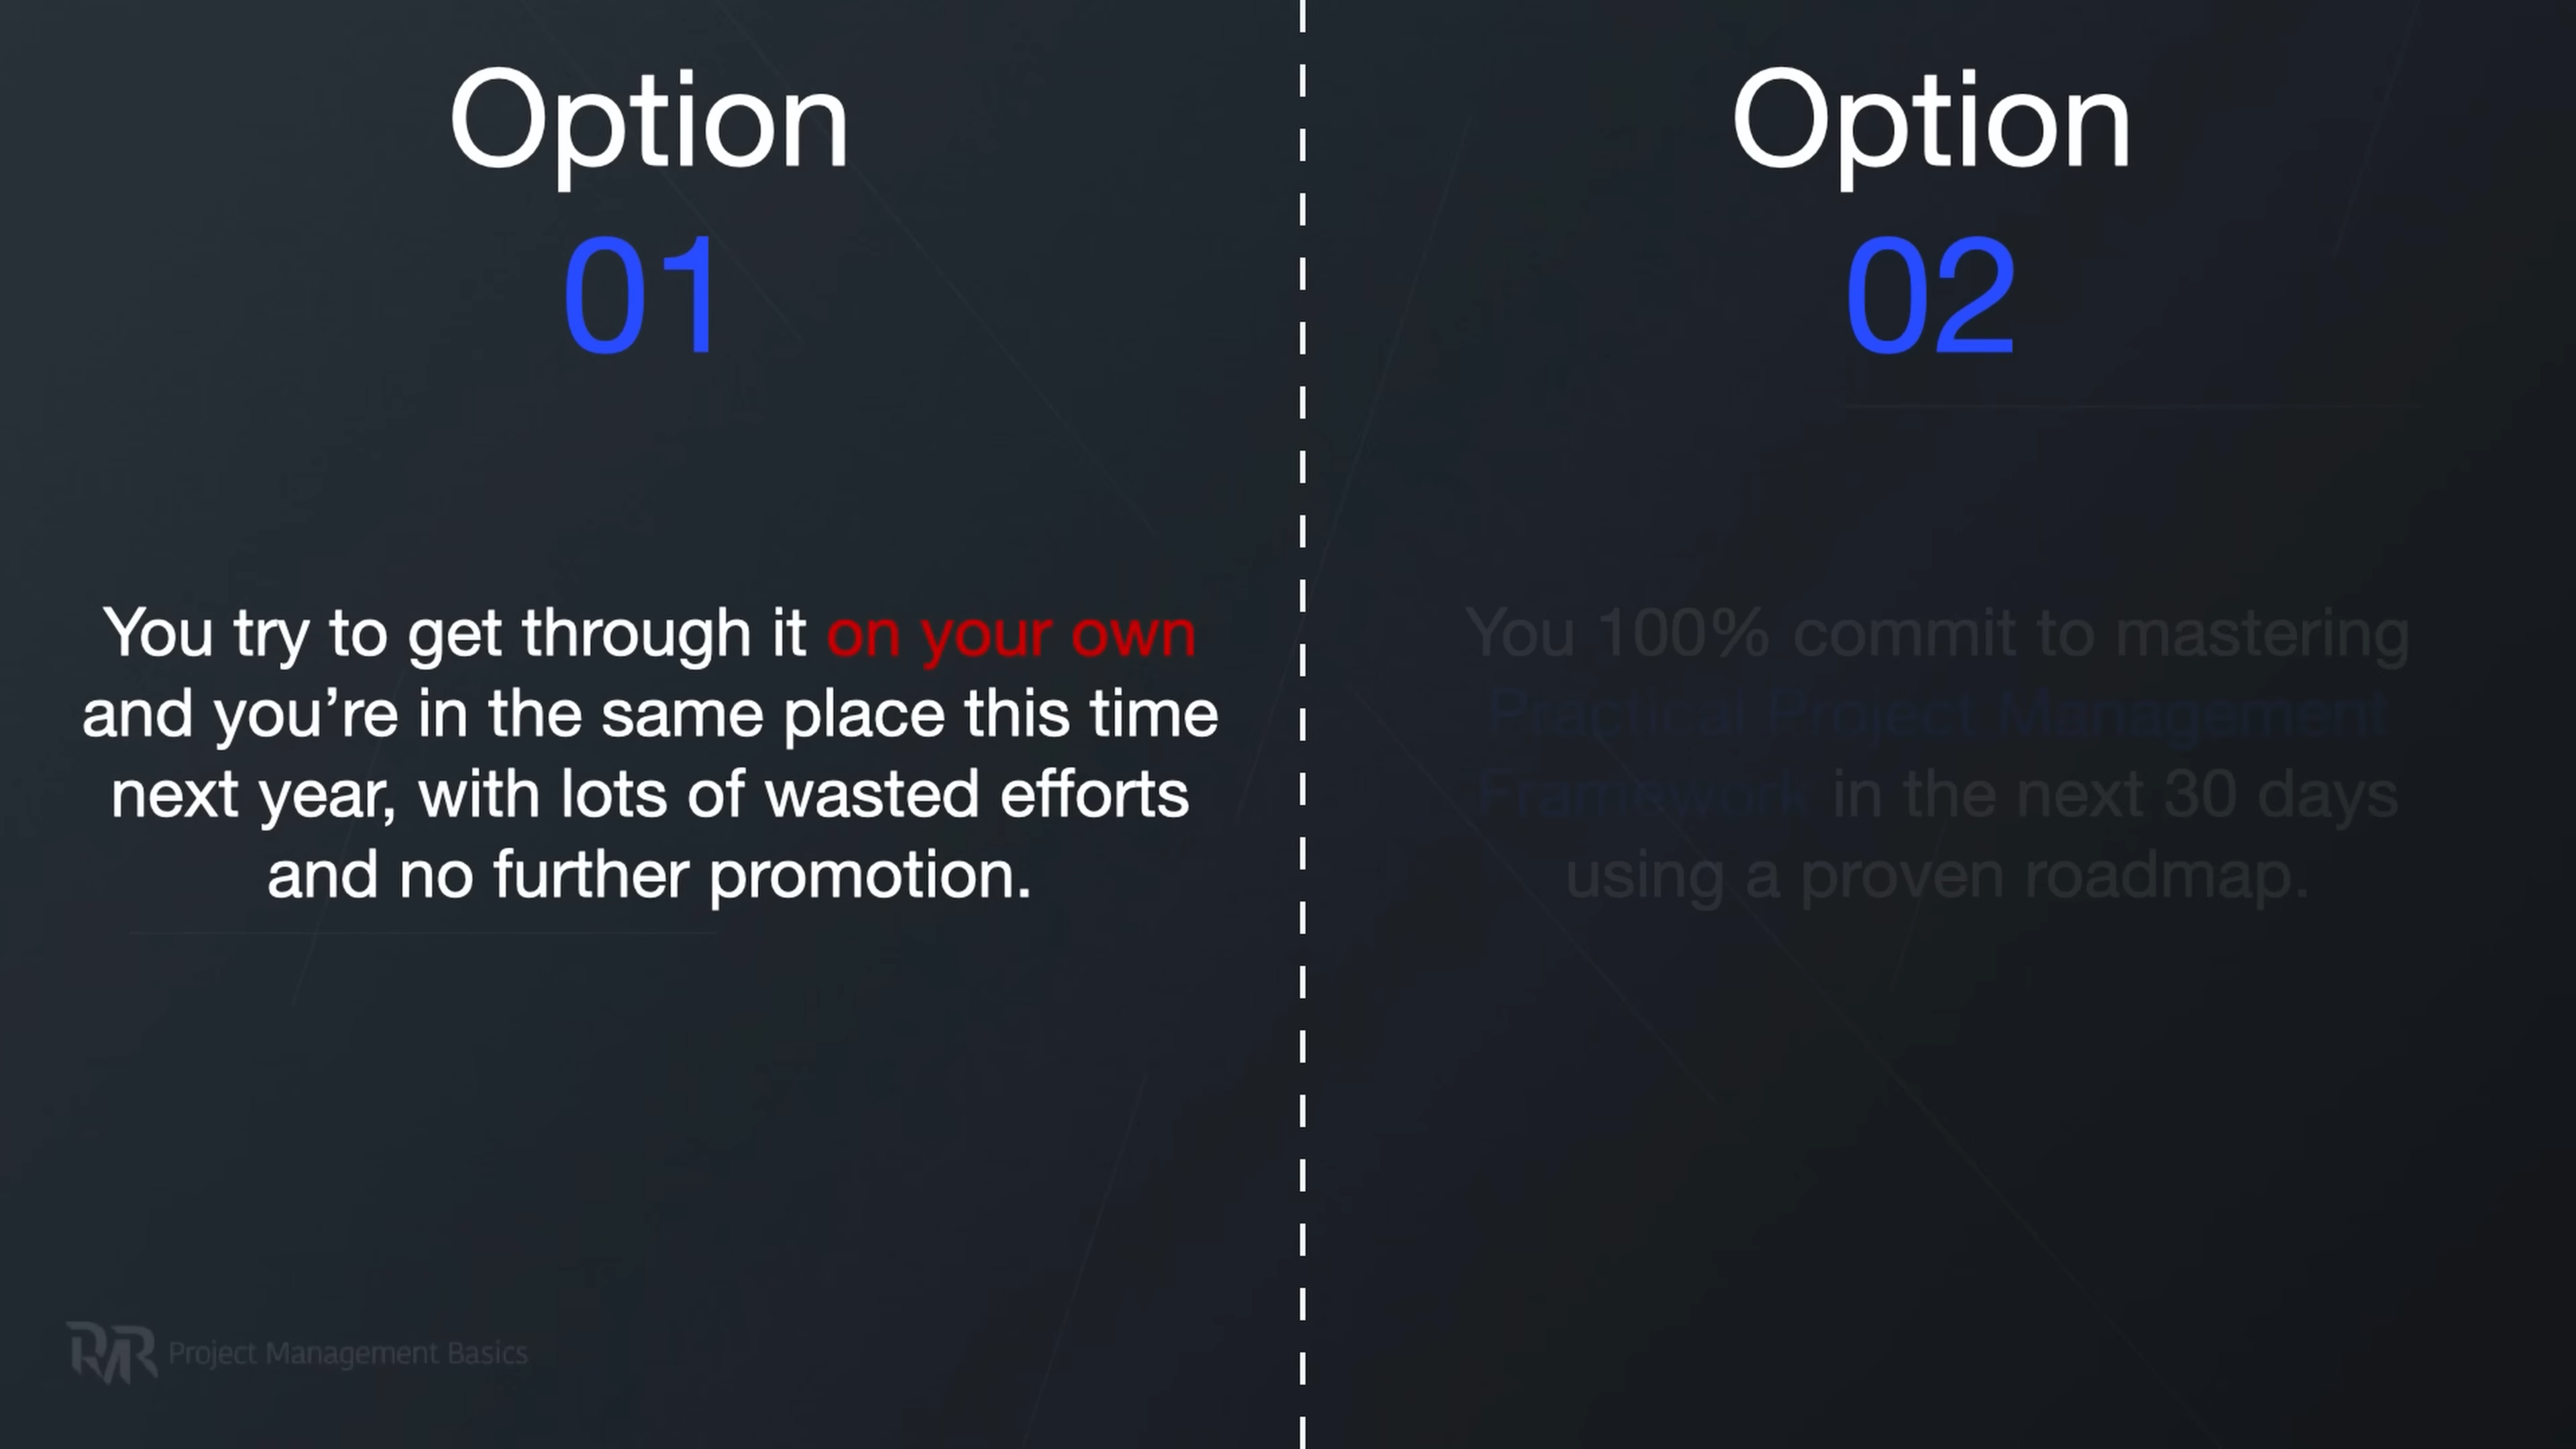 Option
01
You try to get through it on your own
and you’re in the same place this time
next year, with lots of wasted efforts
and no further promotion.
Option
02
You 100% commit to mastering
Practical Project Management
Framework in the next 30 days
using a proven roadmap.
PMR Project Management Basics